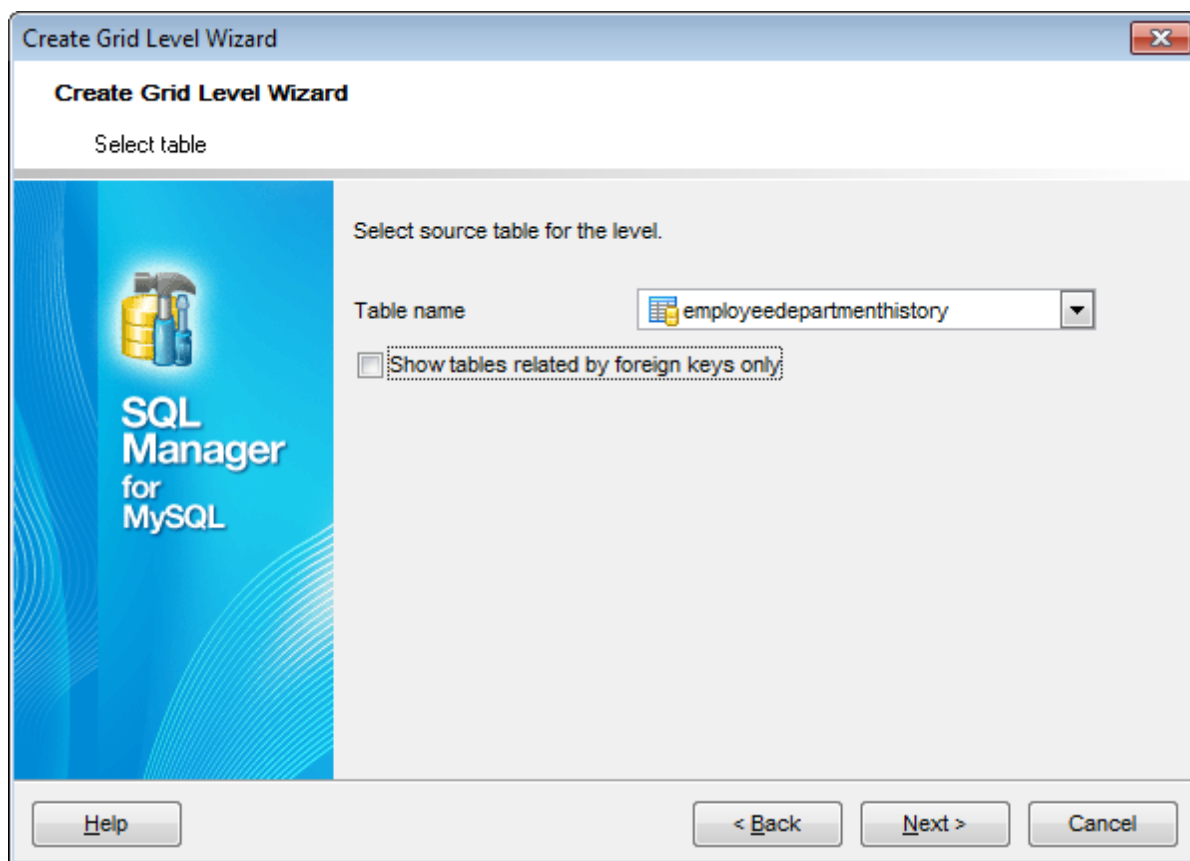 Create Grid Level Wizard
Create Grid Level Wizard
Select table
Select source table for the level.
Table name
employeedepartmenthistory
Show tables related by foreign keys only
SQL
Manager
for
MySQL
Help
< Back
Next >
Cancel